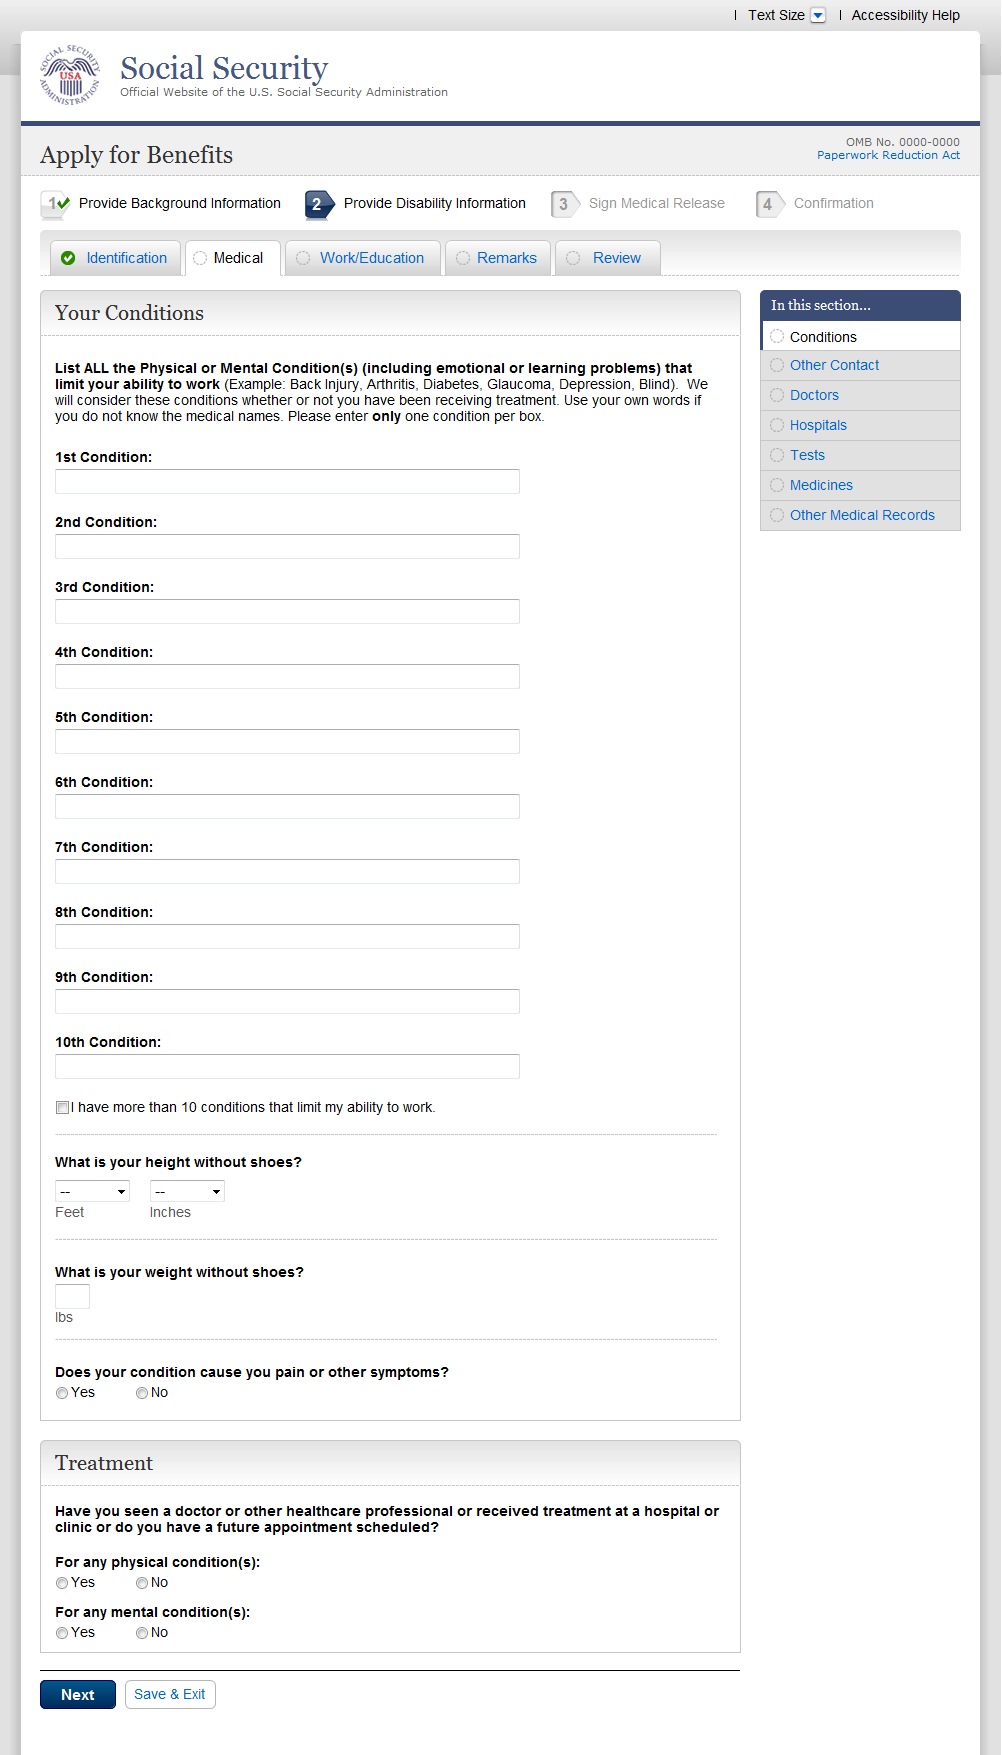 Text Size
Accessibility Help
SOCIAL SECURITY ADMINISTRATION
USA
Social Security
Official Website of the U.S. Social Security Administration
Apply for Benefits
OMB No. 0000-0000
Paperwork Reduction Act
1 Provide Background Information
2 Provide Disability Information
3 Sign Medical Release
4 Confirmation
Identification
Medical
Work/Education
Remarks
Review
Your Conditions
List ALL the Physical or Mental Condition(s) (including emotional or learning problems) that
limit your ability to work (Example: Back Injury, Arthritis, Diabetes, Glaucoma, Depression, Blind). We
will consider these conditions whether or not you have been receiving treatment. Use your own words if
you do not know the medical names. Please enter only one condition per box.
1st Condition:
2nd Condition:
3rd Condition:
4th Condition:
5th Condition:
6th Condition:
7th Condition:
8th Condition:
9th Condition:
10th Condition:
I have more than 10 conditions that limit my ability to work.
What is your height without shoes?
-- --
Feet Inches
What is your weight without shoes?
lbs
Does your condition cause you pain or other symptoms?
Yes No
Treatment
Have you seen a doctor or other healthcare professional or received treatment at a hospital or
clinic or do you have a future appointment scheduled?
For any physical condition(s):
Yes No
For any mental condition(s):
Yes No
Next
Save & Exit
In this section...
Conditions
Other Contact
Doctors
Hospitals
Tests
Medicines
Other Medical Records